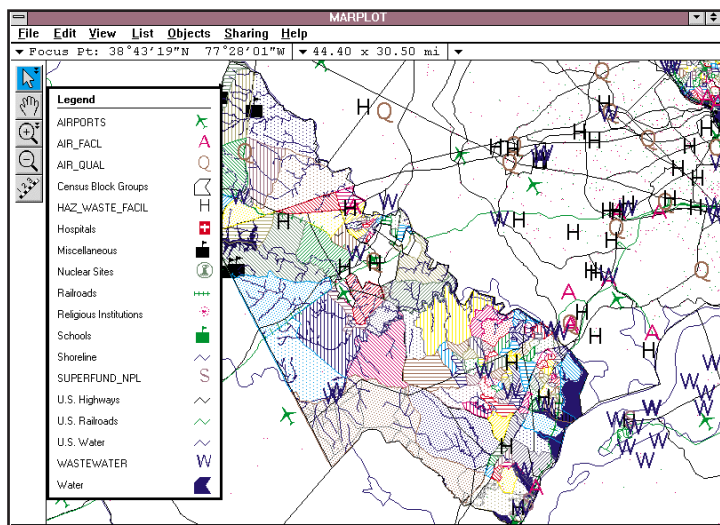 MARPLOT
File Edit View List Objects Sharing Help
Focus Pt: 38°43'19"N 77°28'01"W 44.40 x 30.50 mi
Legend
AIRPORTS
AIR_FACL A
AIR_QUAL Q
Census Block Groups
HAZ_WASTE_FACIL H
Hospitals
Miscellaneous
Nuclear Sites
Railroads
Religious Institutions
Schools
Shoreline
SUPERFUND_NPL S
U.S. Highways
U.S. Railroads
U.S. Water
WASTEWATER W
Water